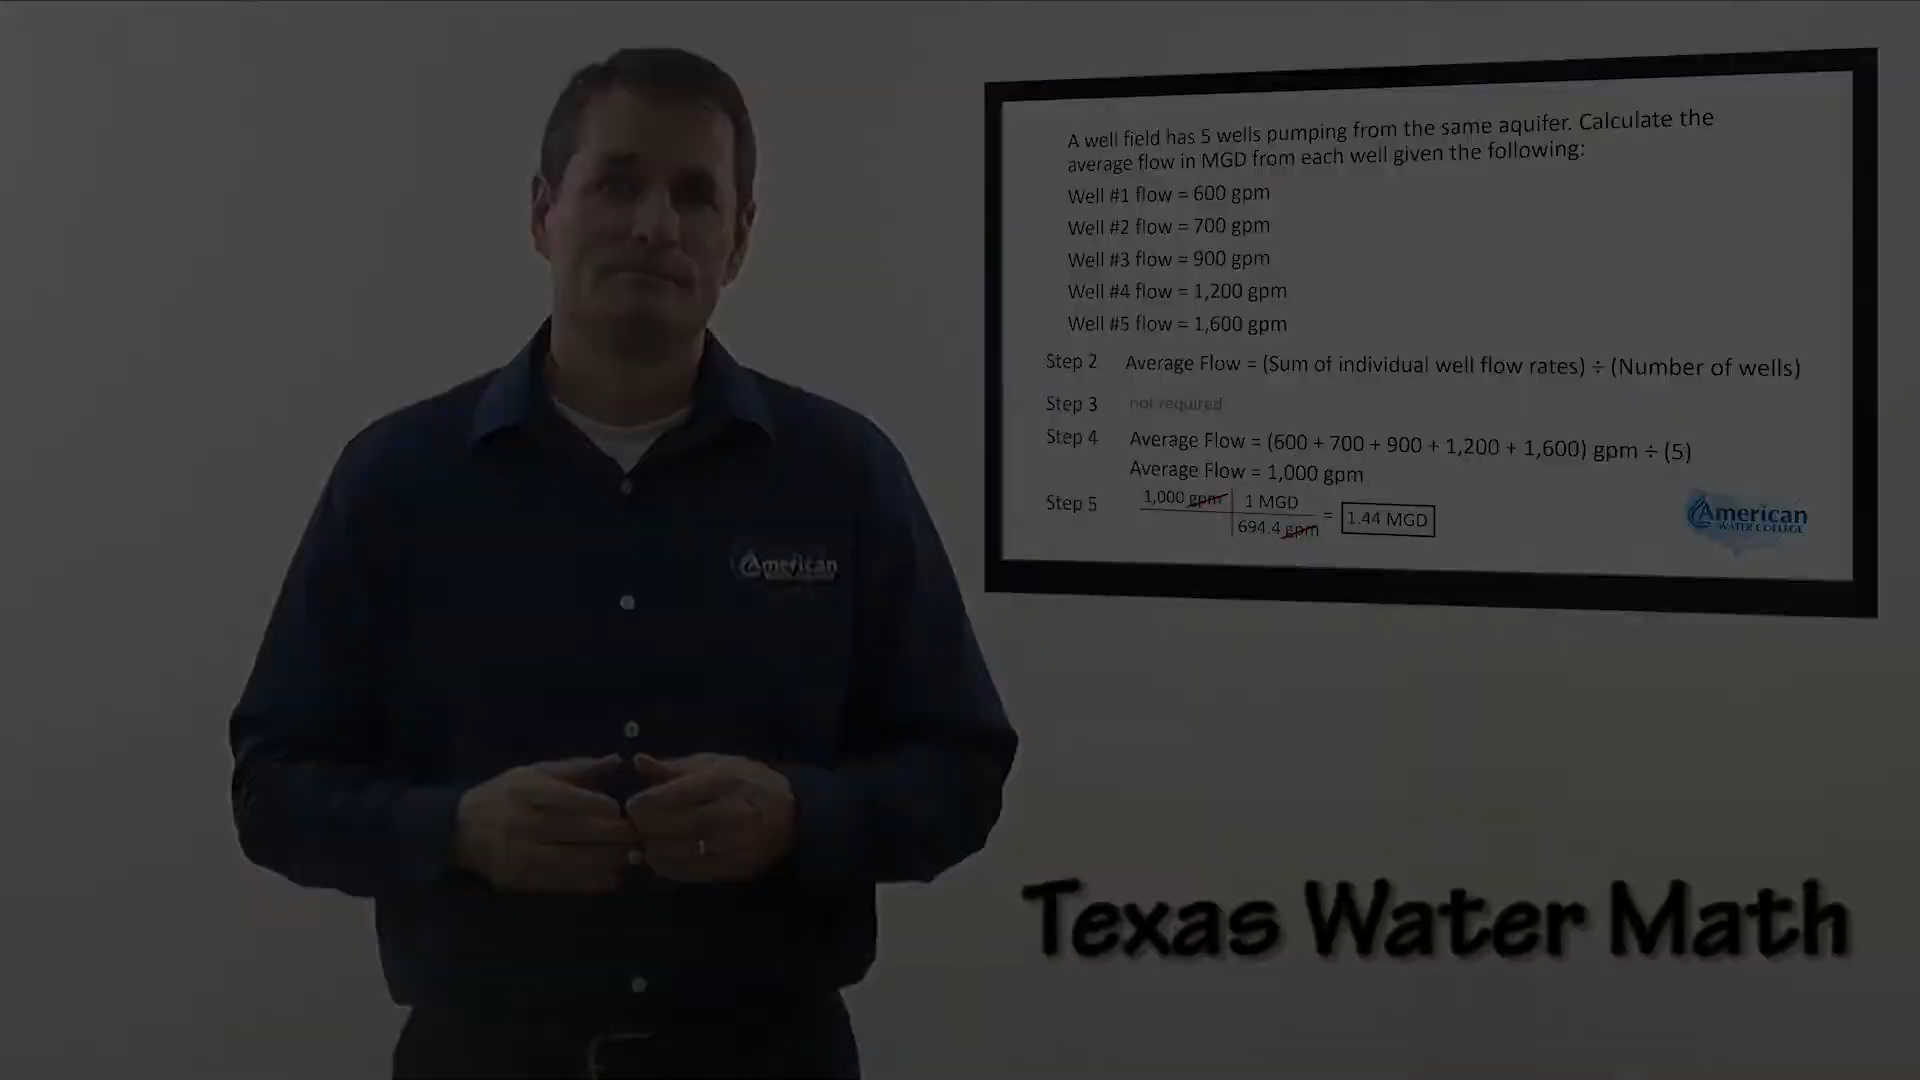 A well field has 5 wells pumping from the same aquifer. Calculate the
average flow in MGD from each well given the following:
Well #1 flow = 600 gpm
Well #2 flow = 700 gpm
Well #3 flow = 900 gpm
Well #4 flow = 1,200 gpm
Well #5 flow = 1,600 gpm
Step 2 Average Flow = (Sum of individual well flow rates) ÷ (Number of wells)
Step 3 not required
Step 4 Average Flow = (600 + 700 + 900 + 1,200 + 1,600) gpm ÷ (5)
Average Flow = 1,000 gpm
Step 5 1,000 gpm 1 MGD
694.4 gpm = 1.44 MGD
American
WATER COLLEGE
American
Texas Water Math